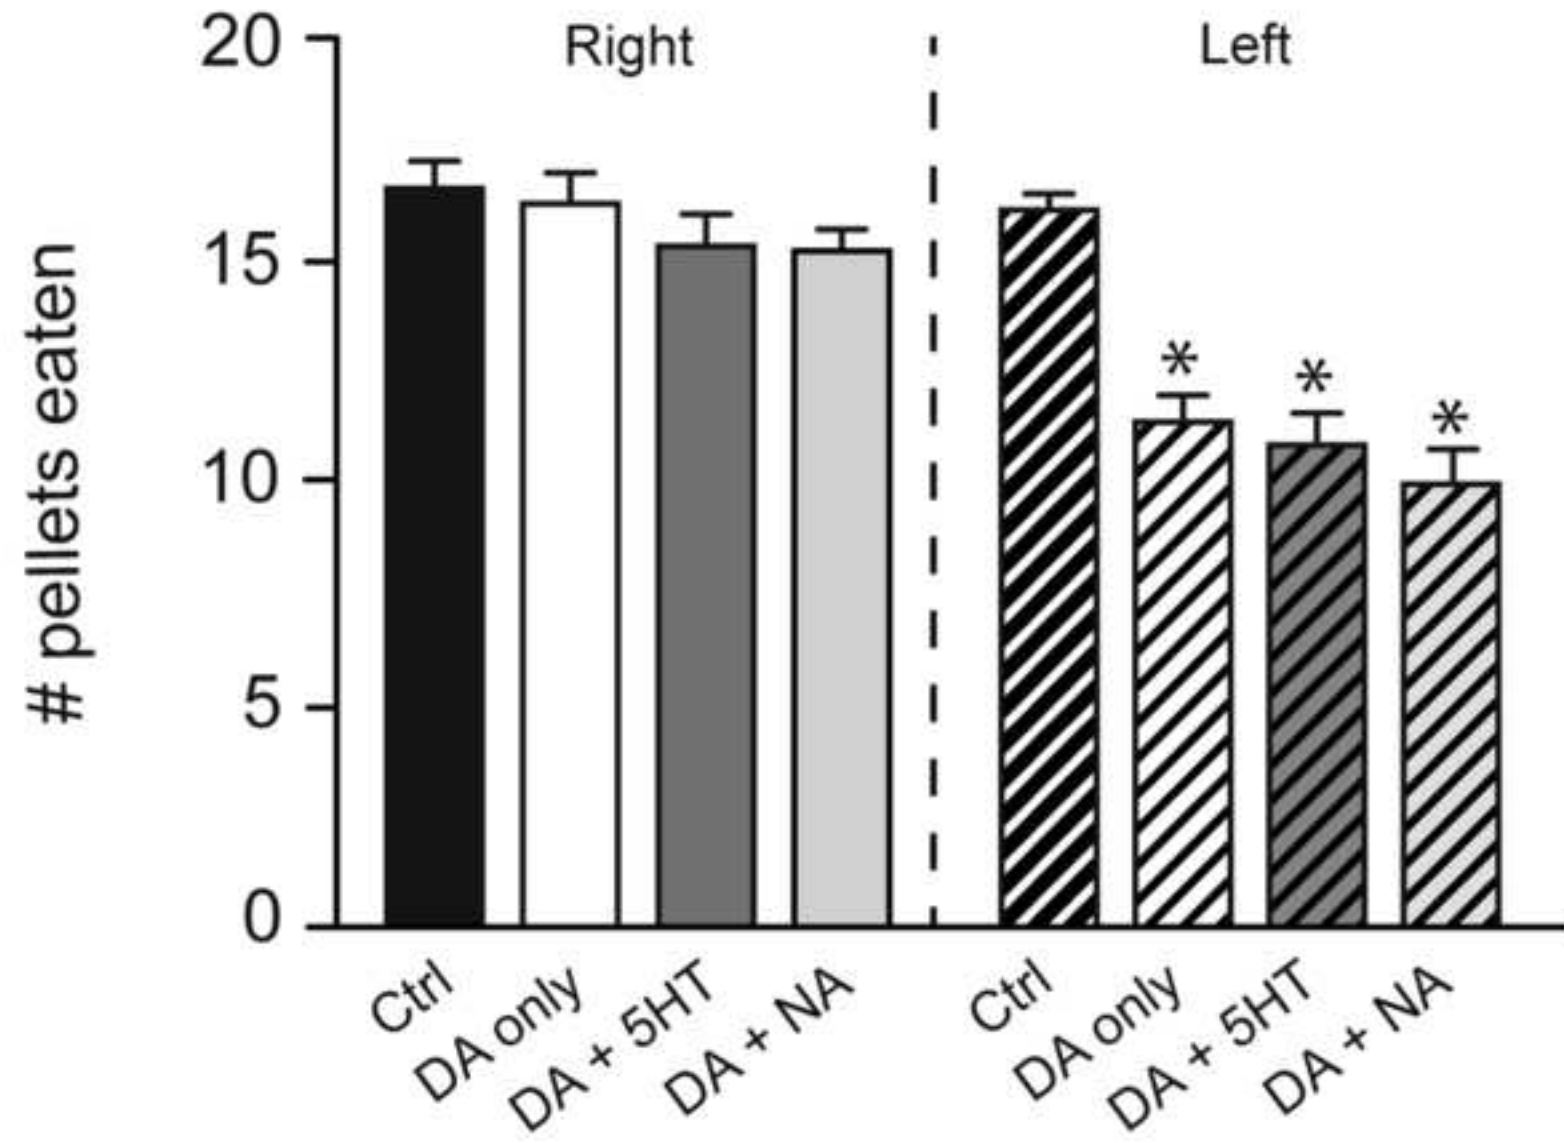 # pellets eaten
20
15
10
5
0
Right
Left
*
*
*
Ctrl
DA only
DA + 5HT
DA + NA
Ctrl
DA only
DA + 5HT
DA + NA